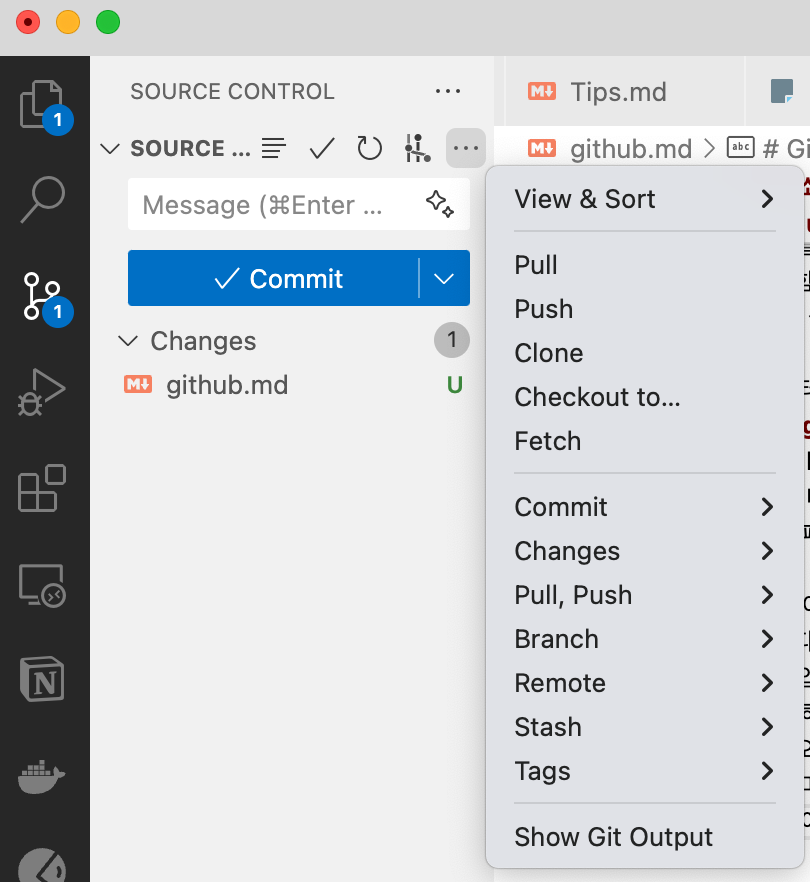 SOURCE CONTROL
Tips.md
SOURCE ...
github.md > # Gi
Message (⌘Enter ...
Commit
Changes 1
github.md U
1
1
View & Sort
Pull
Push
Clone
Checkout to...
Fetch
Commit
Changes
Pull, Push
Branch
Remote
Stash
Tags
Show Git Output